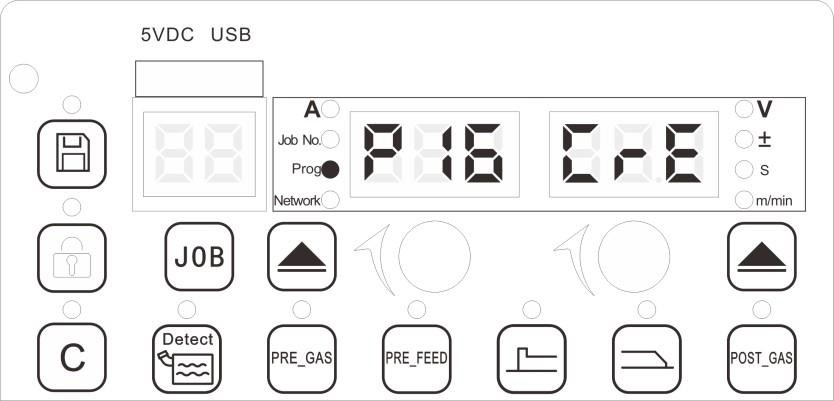 5VDC USB
A
V
Job No.
±
Prog
P16
CrE
S
Network
m/min
JOB
C
Detect
PRE_GAS
PRE_FEED
POST_GAS